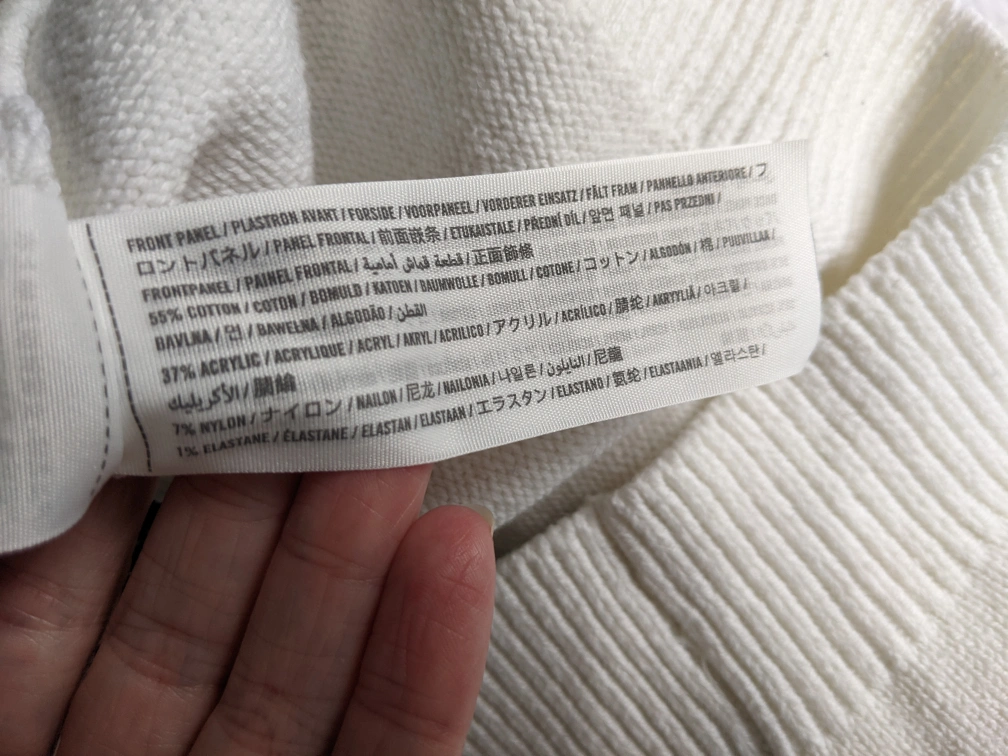 FRONT PANEL / PLASTRON AVANT / FORSIDE / VOORPANEEL / VORDERER EINSATZ / FÄLT FRAM / PANNELLO ANTERIORE / フ
ロントパネル / PANEL FRONTAL / 前面嵌条 / ETUKAISTALE / PŘEDNÍ DÍL / 앞면 패널 / PAS PRZEDNI /
FRONTPANEL / PAINEL FRONTAL / قطعة قماش أمامية / 正面飾條
55% COTTON / COTON / BOMULD / KATOEN / BAUMWOLLE / BOMULL / COTONE / コットン / ALGODÓN / 棉 / PUUVILLAA /
BAVLNA / 면 / BAWEŁNA / ALGODÃO / القطن
37% ACRYLIC / ACRYLIQUE / ACRYL / AKRYL / ACRILICO / アクリル / ACRÍLICO / 腈纶 / AKRYYLIÄ / 아크릴 /
الأكريليك / 腈綸
7% NYLON / ナイロン / NAILON / 尼龙 / NAILONIA / 나일론 / النايلون / 尼龍
1% ELASTANE / ÉLASTANE / ELASTAN / ELASTAAN / エラスタン / ELASTANO / 氨纶 / ELASTAANIA / 엘라스탄 /